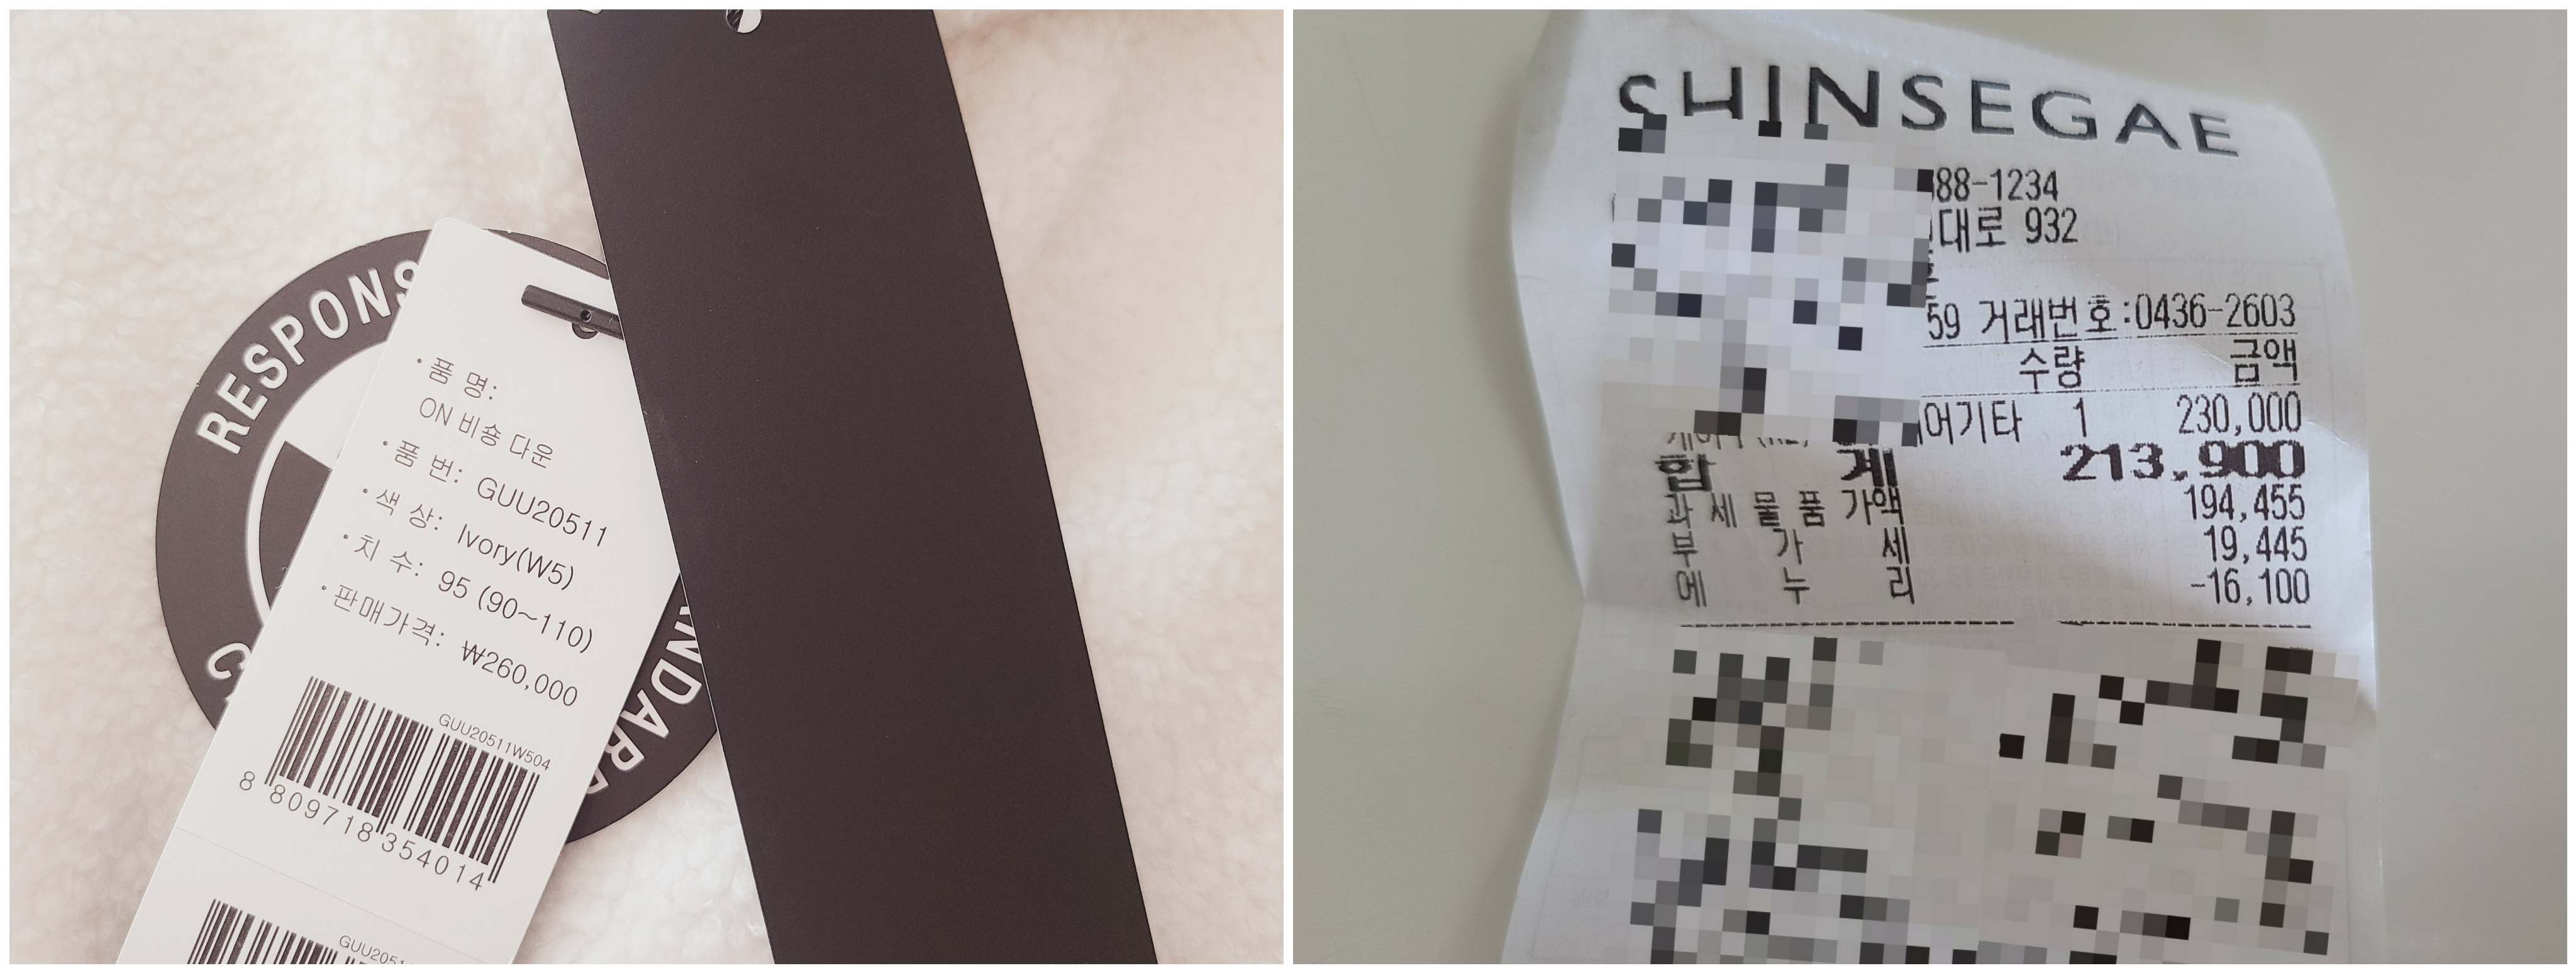 RESPONS
NDARD
· 품 명:
ON 비숑 다운
· 품 번: GUU20511
· 색 상: Ivory(W5)
· 치 수: 95 (90~110)
· 판매가격: ₩260,000
GUU20511W504
8 809718 354014
GUU2051
SHINSEGAE
88-1234
대로 932
59 거래번호:0436-2603
수량 금액
어기타 1 230,000
합 계 213,900
과 세 물 품 가액 194,455
부 가 세 19,445
에 누 리 -16,100